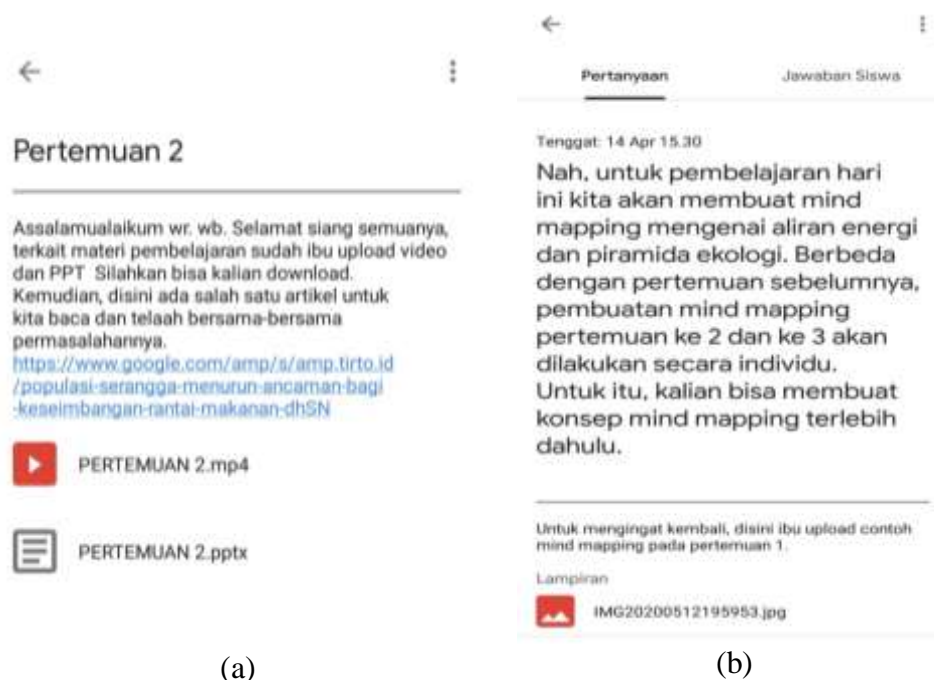 Pertemuan 2
Assalamualaikum wr. wb. Selamat siang semuanya,
terkait materi pembelajaran sudah ibu upload video
dan PPT Silahkan bisa kalian download.
Kemudian, disini ada salah satu artikel untuk
kita baca dan telaah bersama-bersama
permasalahannya.
https://www.google.com/amp/s/amp.tirto.id
/populasi-serangga-menurun-ancaman-bagi
-keseimbangan-rantai-makanan-dhSN
PERTEMUAN 2.mp4
PERTEMUAN 2.pptx
(a)
Pertanyaan
Jawaban Siswa
Tenggat: 14 Apr 15.30
Nah, untuk pembelajaran hari
ini kita akan membuat mind
mapping mengenai aliran energi
dan piramida ekologi. Berbeda
dengan pertemuan sebelumnya,
pembuatan mind mapping
pertemuan ke 2 dan ke 3 akan
dilakukan secara individu.
Untuk itu, kalian bisa membuat
konsep mind mapping terlebih
dahulu.
Untuk mengingat kembali, disini ibu upload contoh
mind mapping pada pertemuan 1.
Lampiran
IMG20200512195953.jpg
(b)